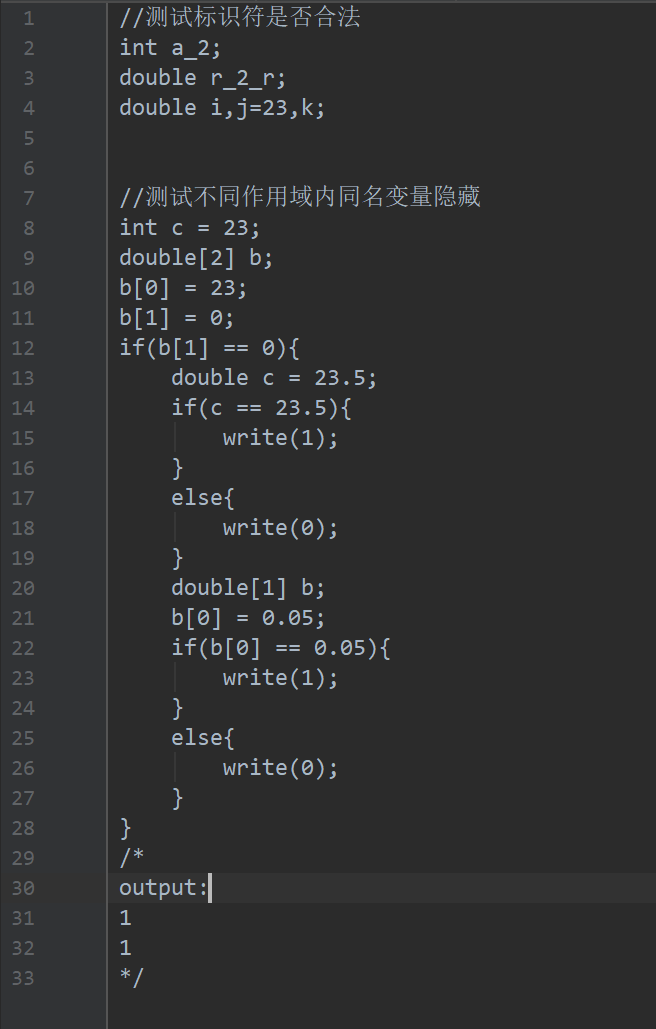 1 //测试标识符是否合法
2 int a_2;
3 double r_2_r;
4 double i,j=23,k;
5
6
7 //测试不同作用域内同名变量隐藏
8 int c = 23;
9 double[2] b;
10 b[0] = 23;
11 b[1] = 0;
12 if(b[1] == 0){
13     double c = 23.5;
14     if(c == 23.5){
15         write(1);
16     }
17     else{
18         write(0);
19     }
20     double[1] b;
21     b[0] = 0.05;
22     if(b[0] == 0.05){
23         write(1);
24     }
25     else{
26         write(0);
27     }
28 }
29 /*
30 output:
31 1
32 1
33 */